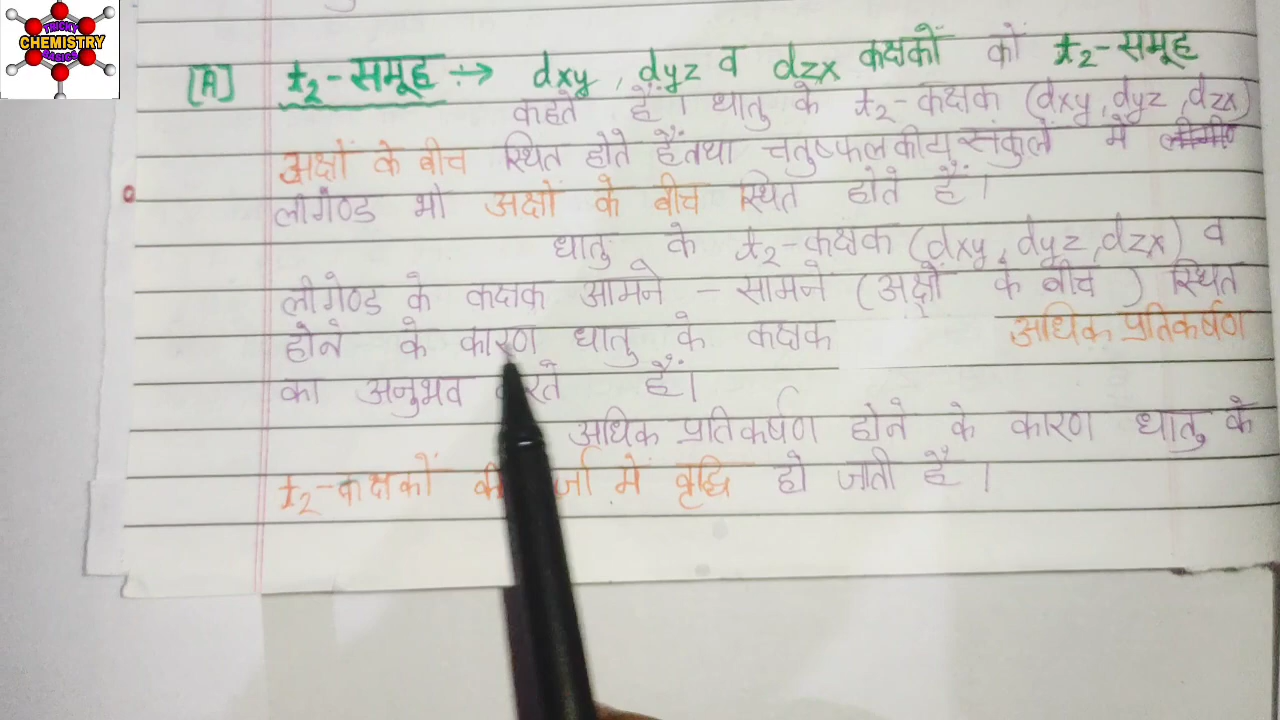 TRICKY
CHEMISTRY
BASICS
[A] t₂-समूह ÷→ dxy, dyz व dzx कक्षकों को t₂-समूह
कहते हैं। धातु के t₂-कक्षक (dxy, dyz, dzx)
अक्षों के बीच स्थित होते हैं तथा चतुष्फलकीय संकुलें में
लीगेण्ड भी अक्षों के बीच स्थित होते हैं।
धातु के t₂-कक्षक (dxy, dyz, dzx) व
लीगेण्ड के कक्षक आमने - सामने (अक्षों के बीच) स्थित
होने के कारण धातु के कक्षक अधिक प्रतिकर्षण
का अनुभव करते हैं।
अधिक प्रतिकर्षण होने के कारण धातु के
t₂-कक्षकों की में वृद्धि हो जाती है।